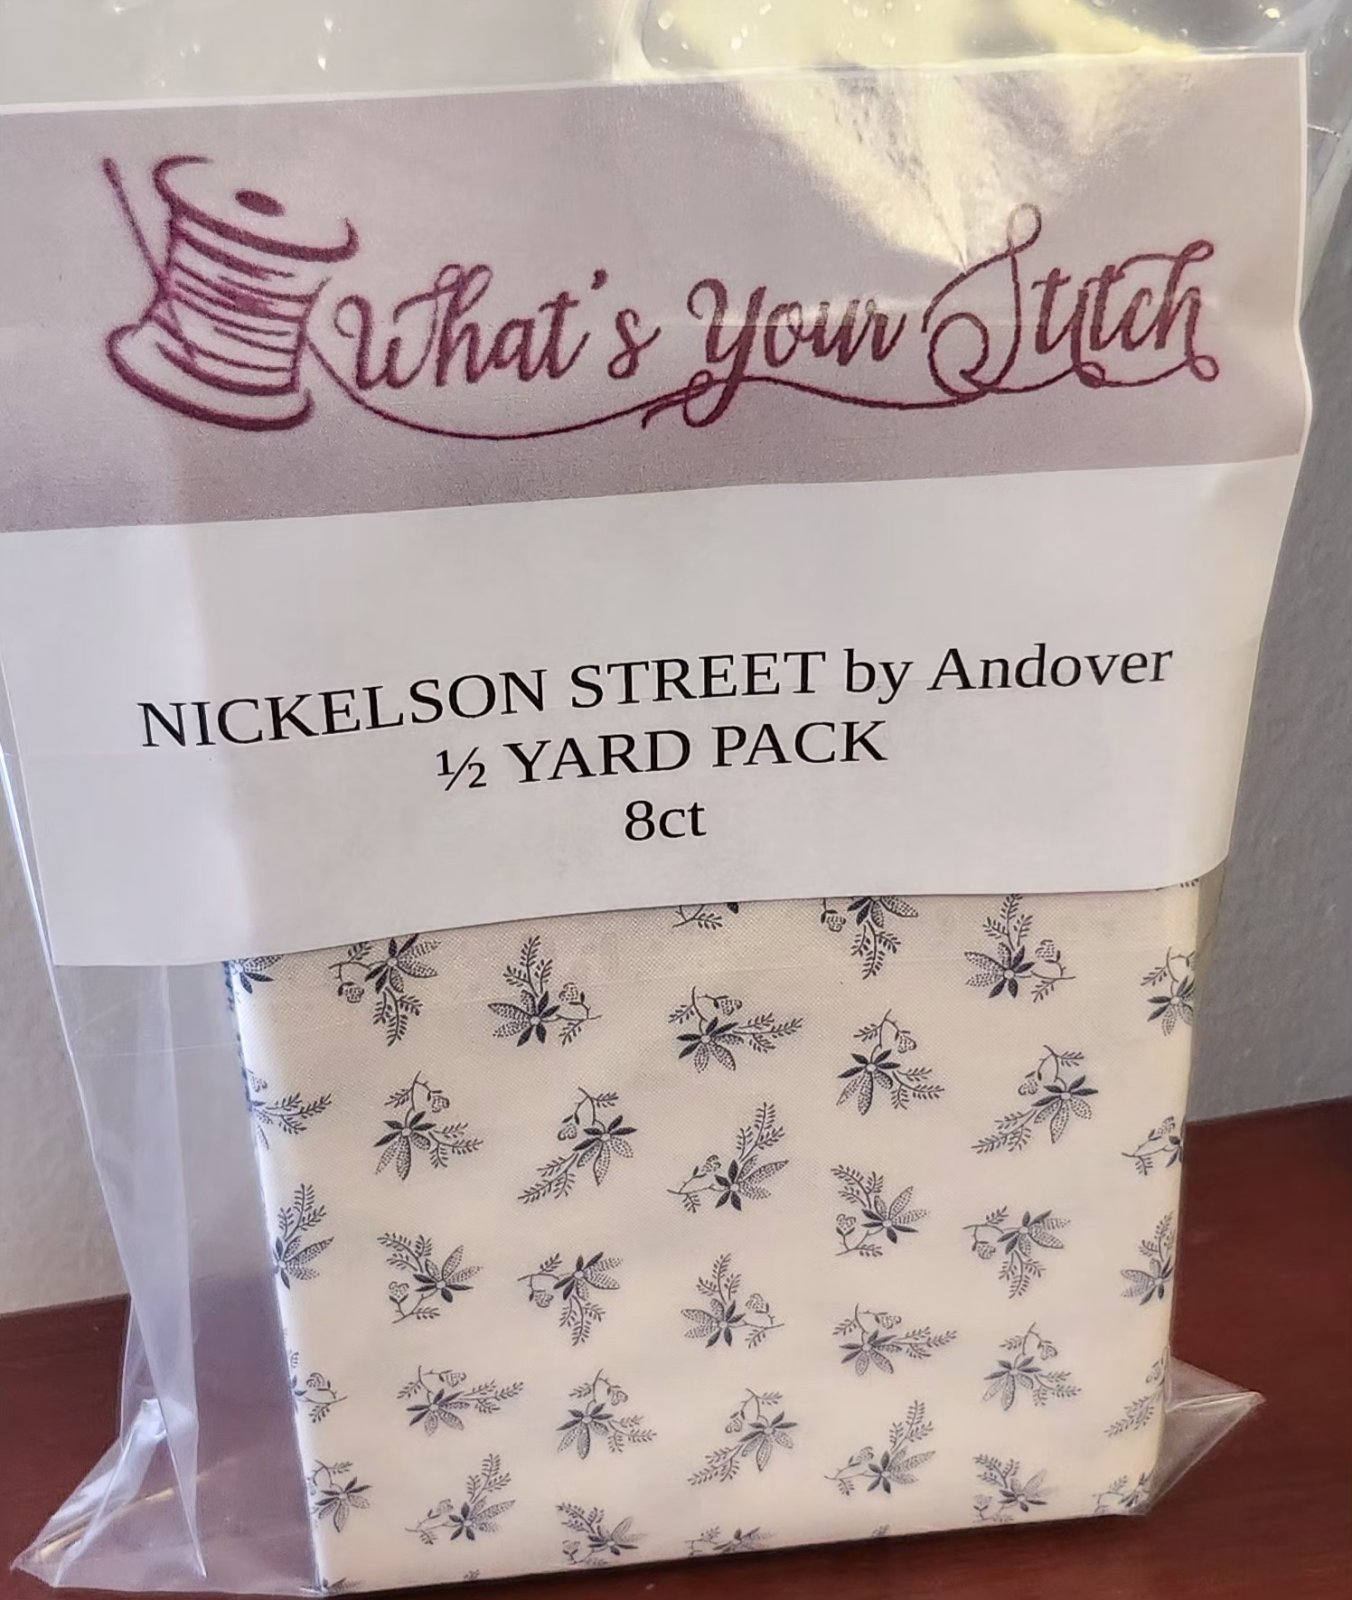 What's Your Stitch
NICKELSON STREET by Andover
½ YARD PACK
8ct